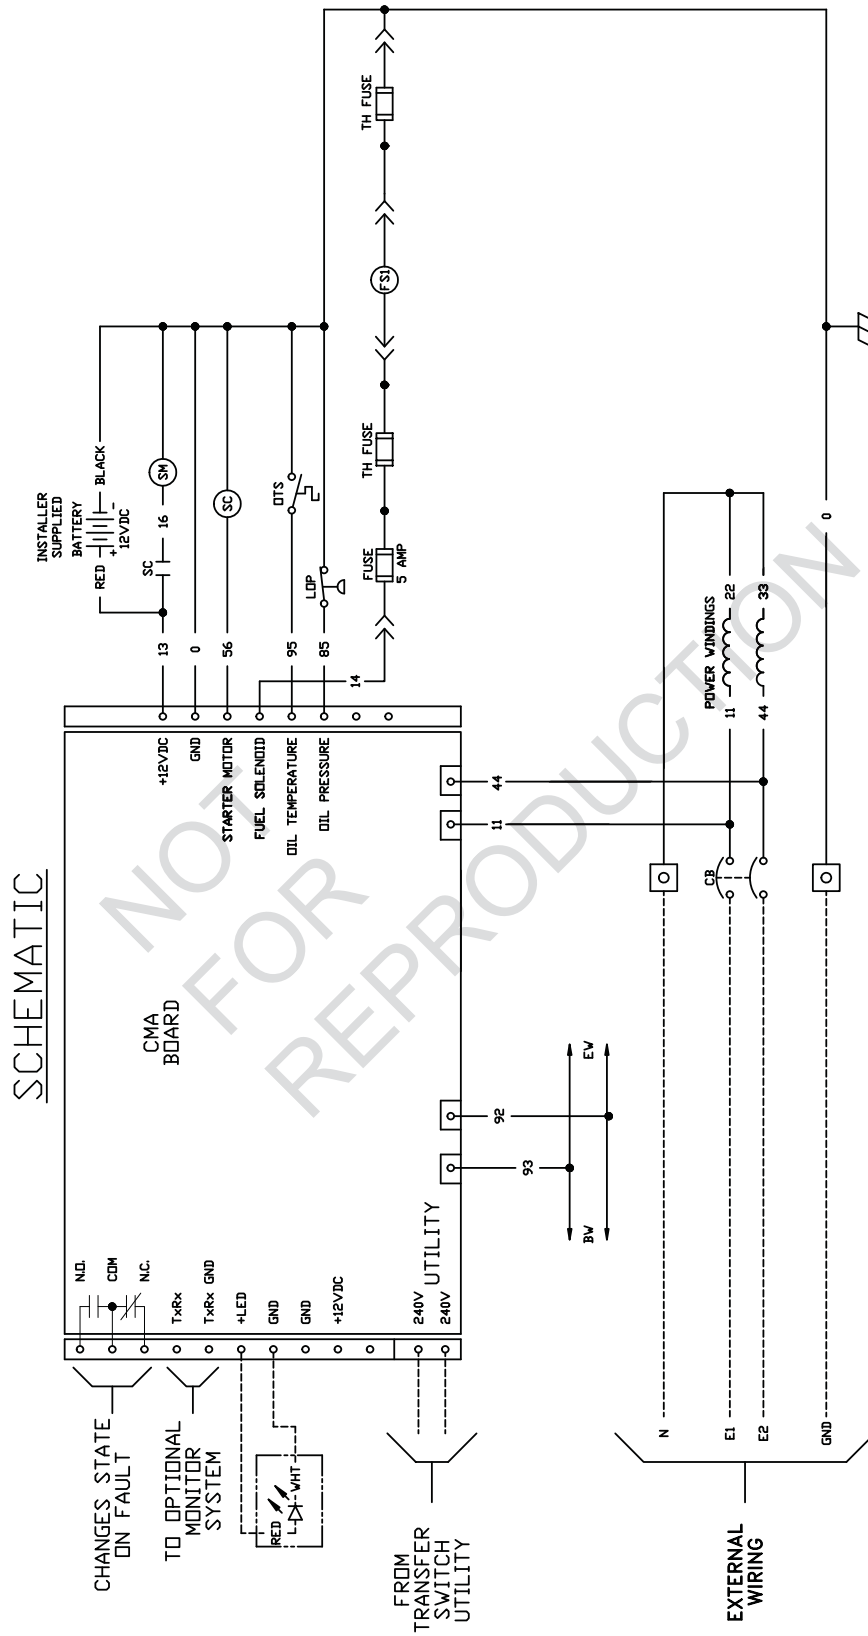 SCHEMATIC
NOT
FOR
REPRODUCTION
CHANGES STATE
ON FAULT
TO OPTIONAL
MONITOR
SYSTEM
RED
WHT
FROM
TRANSFER
SWITCH
UTILITY
EXTERNAL
WIRING
N.O.
COM
N.C.
TxRx
TxRx GND
+LED
GND
GND
+12VDC
240V
240V
UTILITY
CMA
BOARD
+12VDC
GND
STARTER MOTOR
FUEL SOLENOID
OIL TEMPERATURE
OIL PRESSURE
13
0
56
14
95
85
INSTALLER
SUPPLIED
BATTERY
RED
BLACK
+ -
12VDC
SC
16
SM
SC
OTS
LOP
FUSE
5 AMP
TH FUSE
FS1
TH FUSE
93
92
11
44
BW
EW
N
E1
E2
GND
CB
POWER WINDINGS
11
22
44
33
0